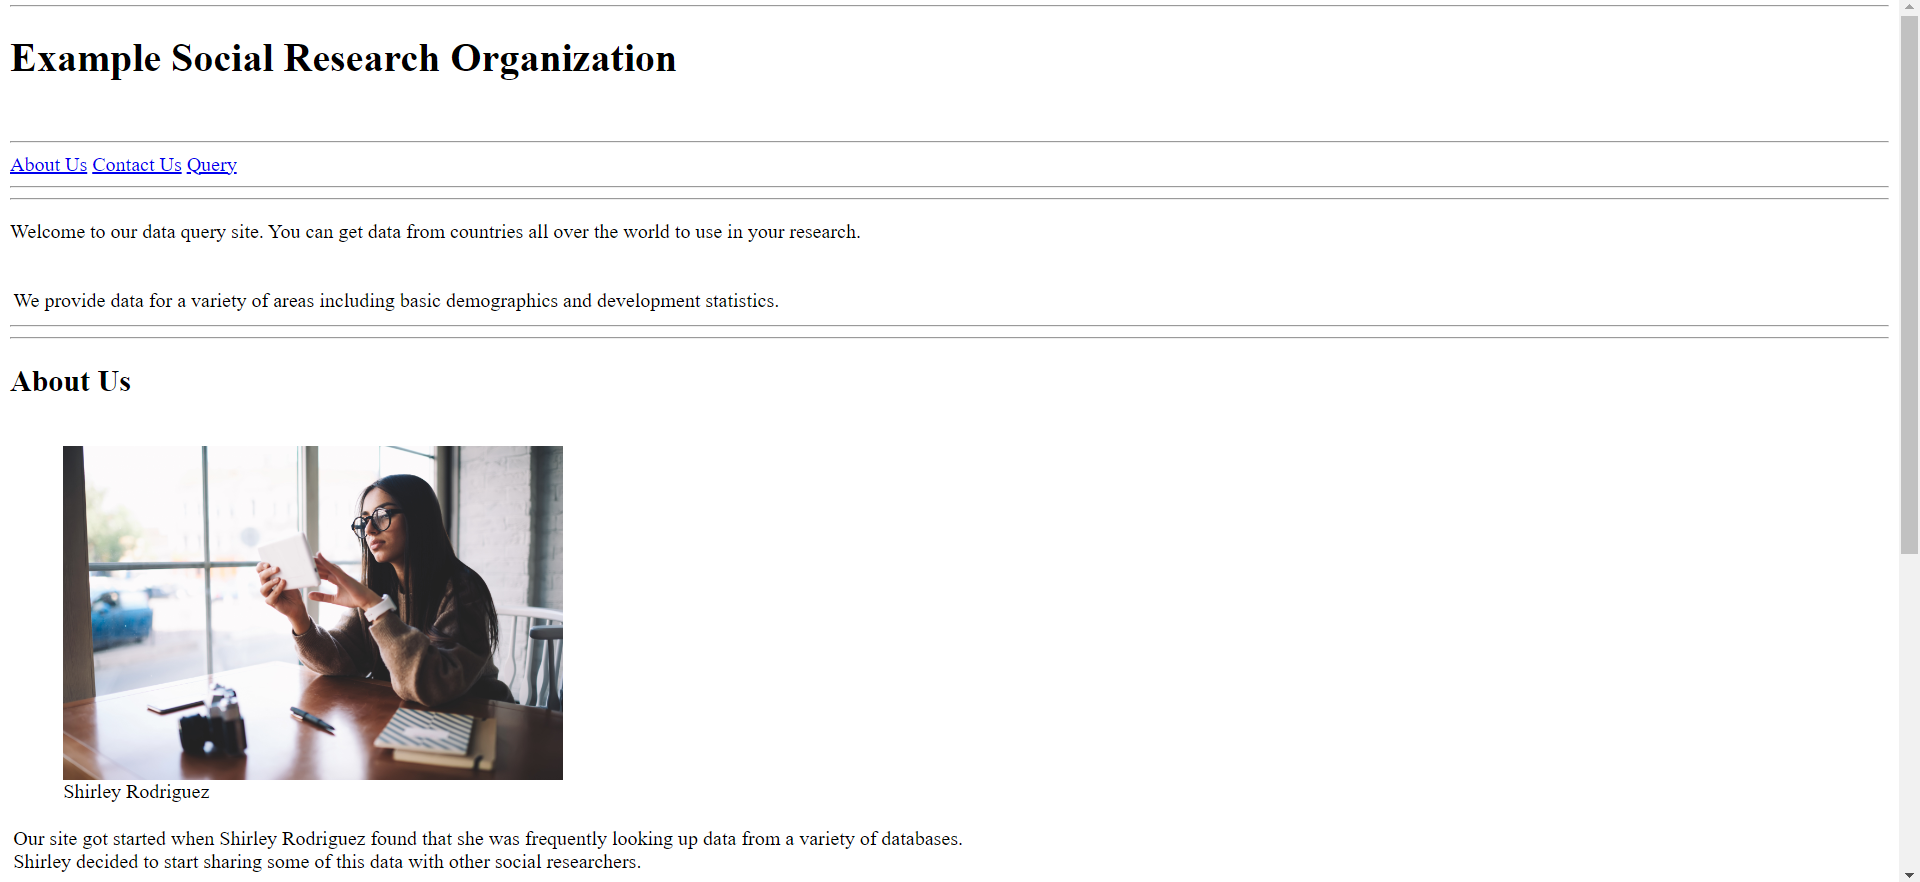 Example Social Research Organization
About Us Contact Us Query
Welcome to our data query site. You can get data from countries all over the world to use in your research.
We provide data for a variety of areas including basic demographics and development statistics.
About Us
Shirley Rodriguez
Our site got started when Shirley Rodriguez found that she was frequently looking up data from a variety of databases.
Shirley decided to start sharing some of this data with other social researchers.